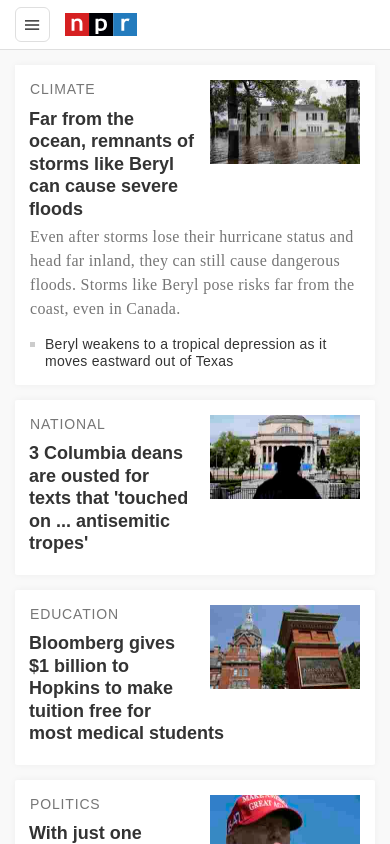 npr
CLIMATE
Far from the
ocean, remnants of
storms like Beryl
can cause severe
floods
Even after storms lose their hurricane status and
head far inland, they can still cause dangerous
floods. Storms like Beryl pose risks far from the
coast, even in Canada.
Beryl weakens to a tropical depression as it
moves eastward out of Texas
NATIONAL
3 Columbia deans
are ousted for
texts that 'touched
on ... antisemitic
tropes'
EDUCATION
Bloomberg gives
$1 billion to
Hopkins to make
tuition free for
most medical students
POLITICS
With just one